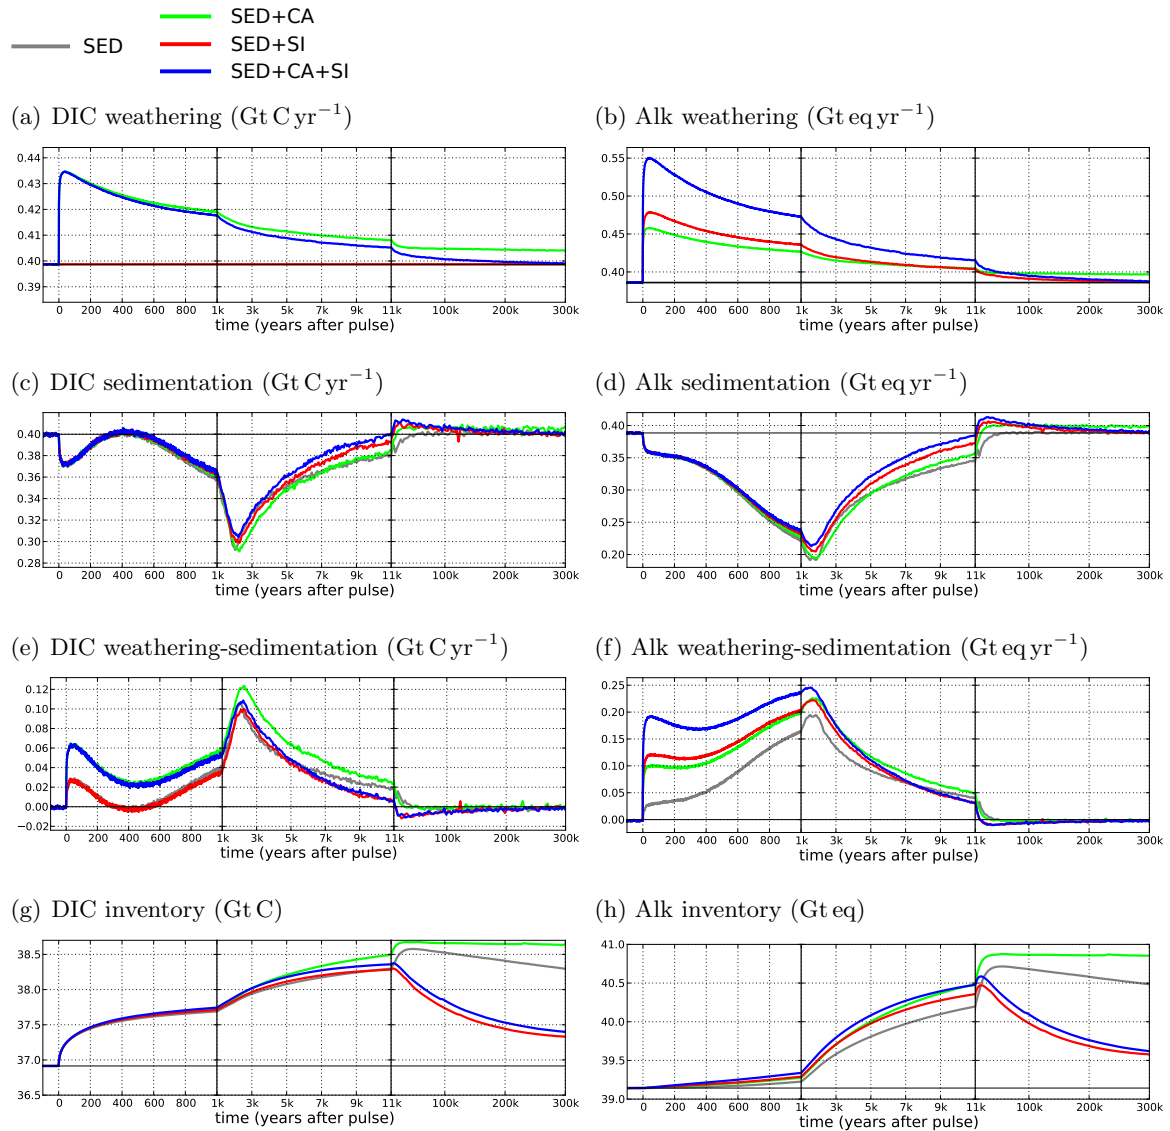 SED
SED+CA
SED+SI
SED+CA+SI
(a) DIC weathering (Gt C yr⁻¹)
0.44
0.43
0.42
0.41
0.40
0.39
0 200 400 600 800 1k 3k 5k 7k 9k 11k 100k 200k 300k
time (years after pulse)
(b) Alk weathering (Gt eq yr⁻¹)
0.55
0.50
0.45
0.40
0 200 400 600 800 1k 3k 5k 7k 9k 11k 100k 200k 300k
time (years after pulse)
(c) DIC sedimentation (Gt C yr⁻¹)
0.40
0.38
0.36
0.34
0.32
0.30
0.28
0 200 400 600 800 1k 3k 5k 7k 9k 11k 100k 200k 300k
time (years after pulse)
(d) Alk sedimentation (Gt eq yr⁻¹)
0.40
0.35
0.30
0.25
0.20
0 200 400 600 800 1k 3k 5k 7k 9k 11k 100k 200k 300k
time (years after pulse)
(e) DIC weathering-sedimentation (Gt C yr⁻¹)
0.12
0.10
0.08
0.06
0.04
0.02
0.00
−0.02
0 200 400 600 800 1k 3k 5k 7k 9k 11k 100k 200k 300k
time (years after pulse)
(f) Alk weathering-sedimentation (Gt eq yr⁻¹)
0.25
0.20
0.15
0.10
0.05
0.00
0 200 400 600 800 1k 3k 5k 7k 9k 11k 100k 200k 300k
time (years after pulse)
(g) DIC inventory (Gt C)
38.5
38.0
37.5
37.0
36.5
0 200 400 600 800 1k 3k 5k 7k 9k 11k 100k 200k 300k
time (years after pulse)
(h) Alk inventory (Gt eq)
41.0
40.5
40.0
39.5
39.0
0 200 400 600 800 1k 3k 5k 7k 9k 11k 100k 200k 300k
time (years after pulse)